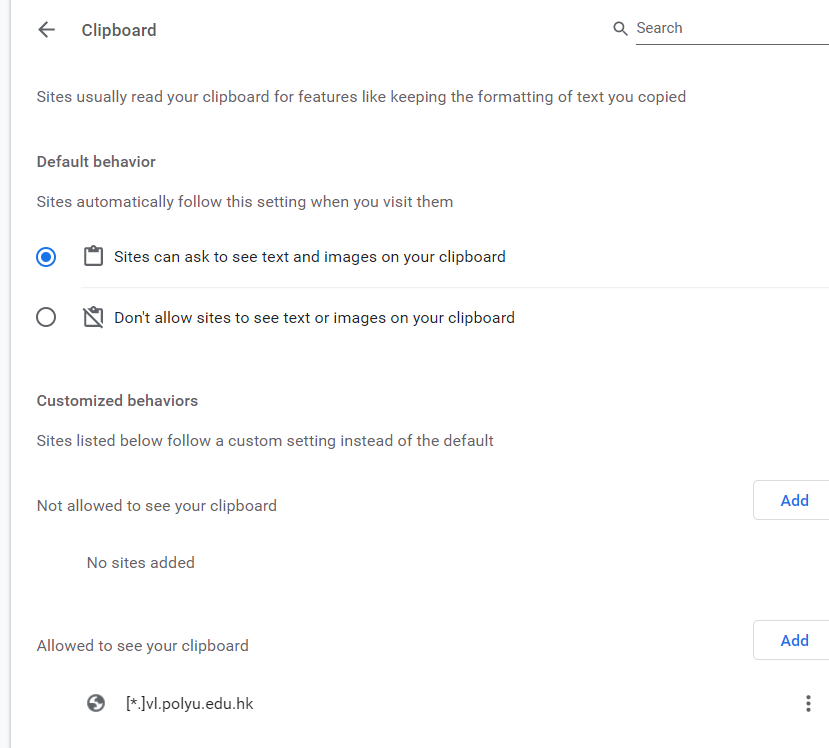 Clipboard
Search
Sites usually read your clipboard for features like keeping the formatting of text you copied
Default behavior
Sites automatically follow this setting when you visit them
Sites can ask to see text and images on your clipboard
Don't allow sites to see text or images on your clipboard
Customized behaviors
Sites listed below follow a custom setting instead of the default
Not allowed to see your clipboard
Add
No sites added
Allowed to see your clipboard
Add
[*.]vl.polyu.edu.hk